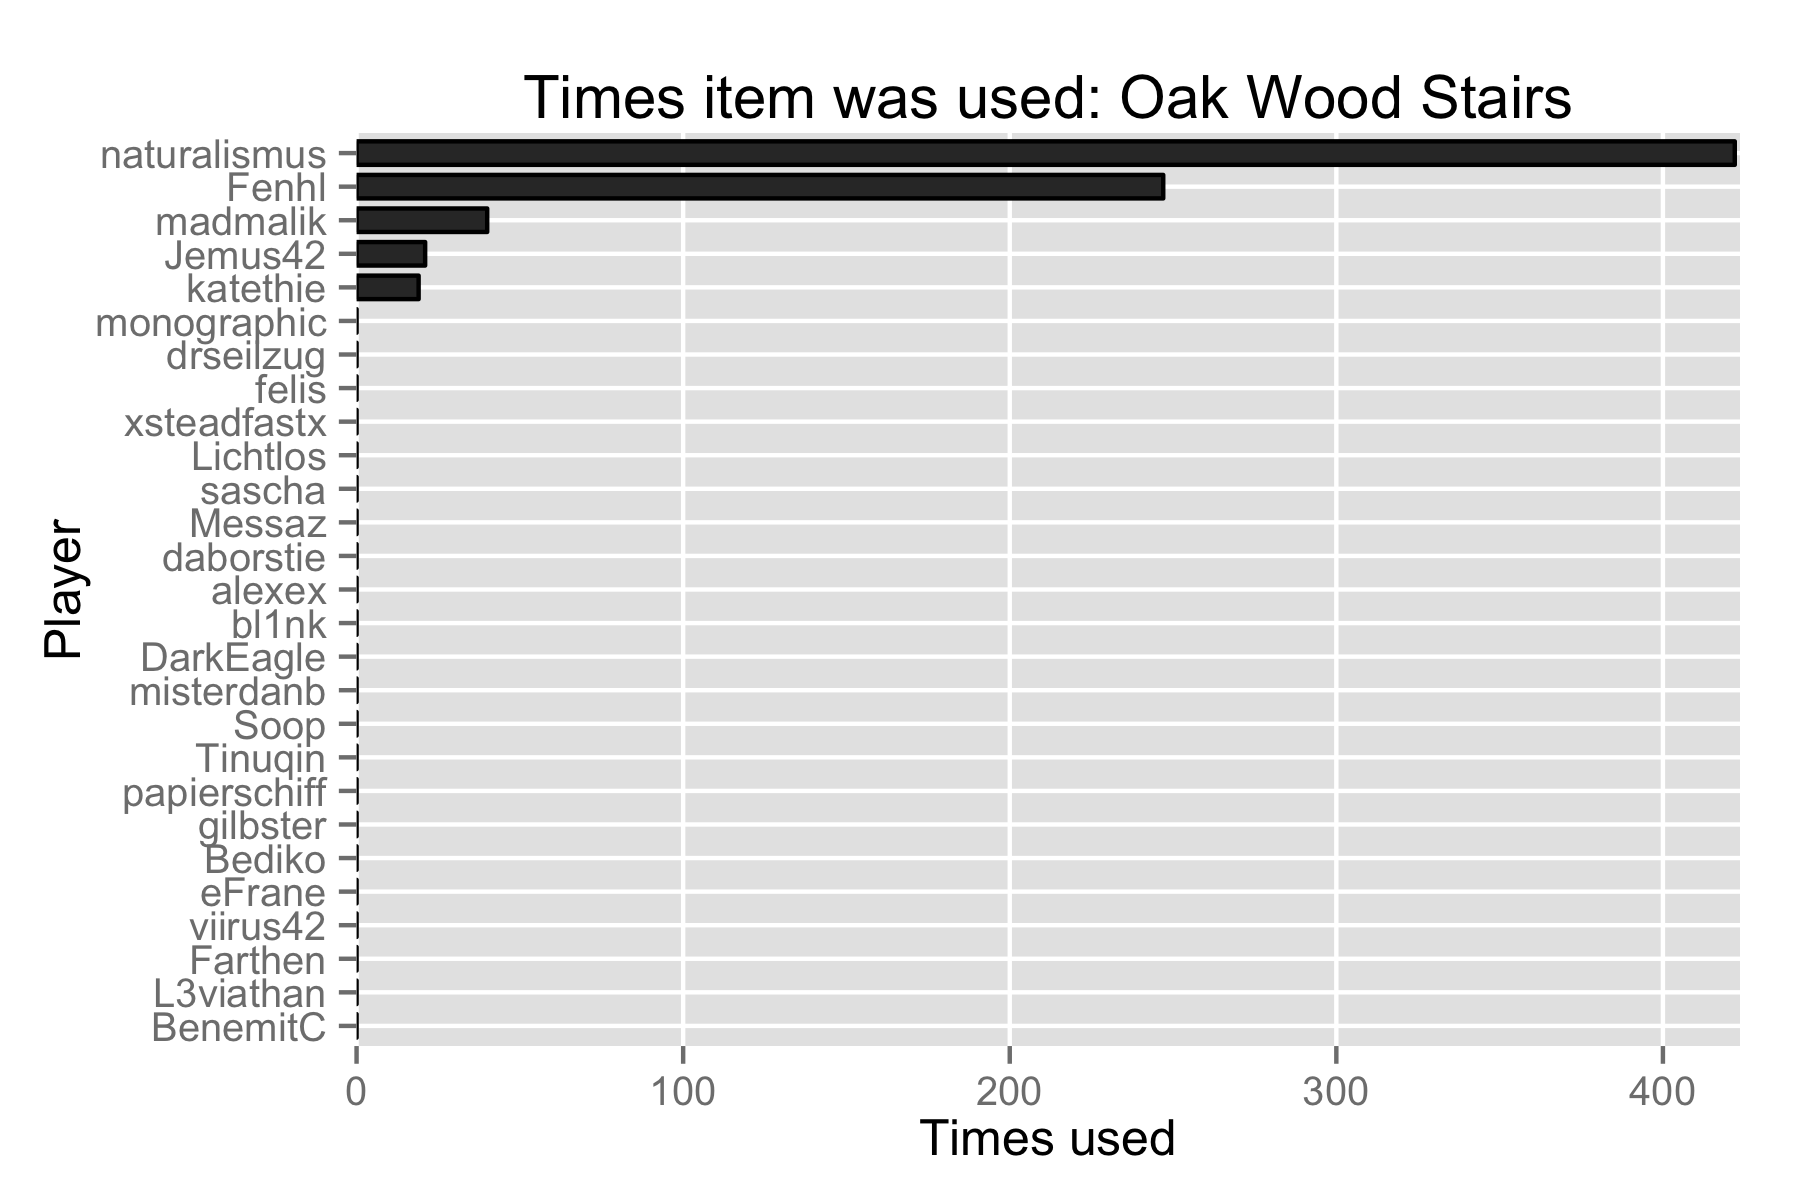 Times item was used: Oak Wood Stairs
naturalismus
Fenhl
madmalik
Jemus42
katethie
monographic
drseilzug
felis
xsteadfastx
Lichtlos
sascha
Messaz
daborstie
alexex
bl1nk
DarkEagle
misterdanb
Soop
Tinuqin
papierschiff
gilbster
Bediko
eFrane
viirus42
Farthen
L3viathan
BenemitC
Player
0 100 200 300 400
Times used